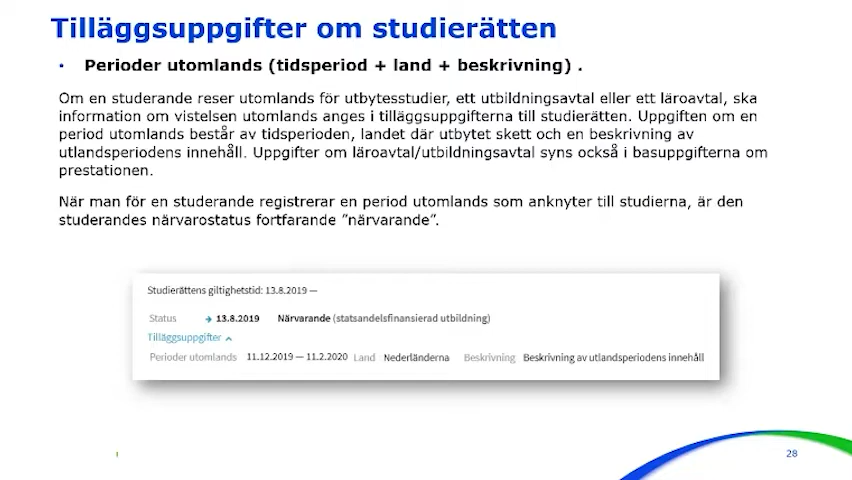 Tilläggsuppgifter om studierätten
• Perioder utomlands (tidsperiod + land + beskrivning) .
Om en studerande reser utomlands för utbytesstudier, ett utbildningsavtal eller ett läroavtal, ska
information om vistelsen utomlands anges i tilläggsuppgifterna till studierätten. Uppgiften om en
period utomlands består av tidsperioden, landet där utbytet skett och en beskrivning av
utlandsperiodens innehåll. Uppgifter om läroavtal/utbildningsavtal syns också i basuppgifterna om
prestationen.
När man för en studerande registrerar en period utomlands som anknyter till studierna, är den
studerandes närvarostatus fortfarande ”närvarande”.
Studierättens giltighetstid: 13.8.2019 —
Status → 13.8.2019 Närvarande (statsandelsfinansierad utbildning)
Tilläggsuppgifter
Perioder utomlands 11.12.2019 — 11.2.2020 Land Nederländerna Beskrivning Beskrivning av utlandsperiodens innehåll
28